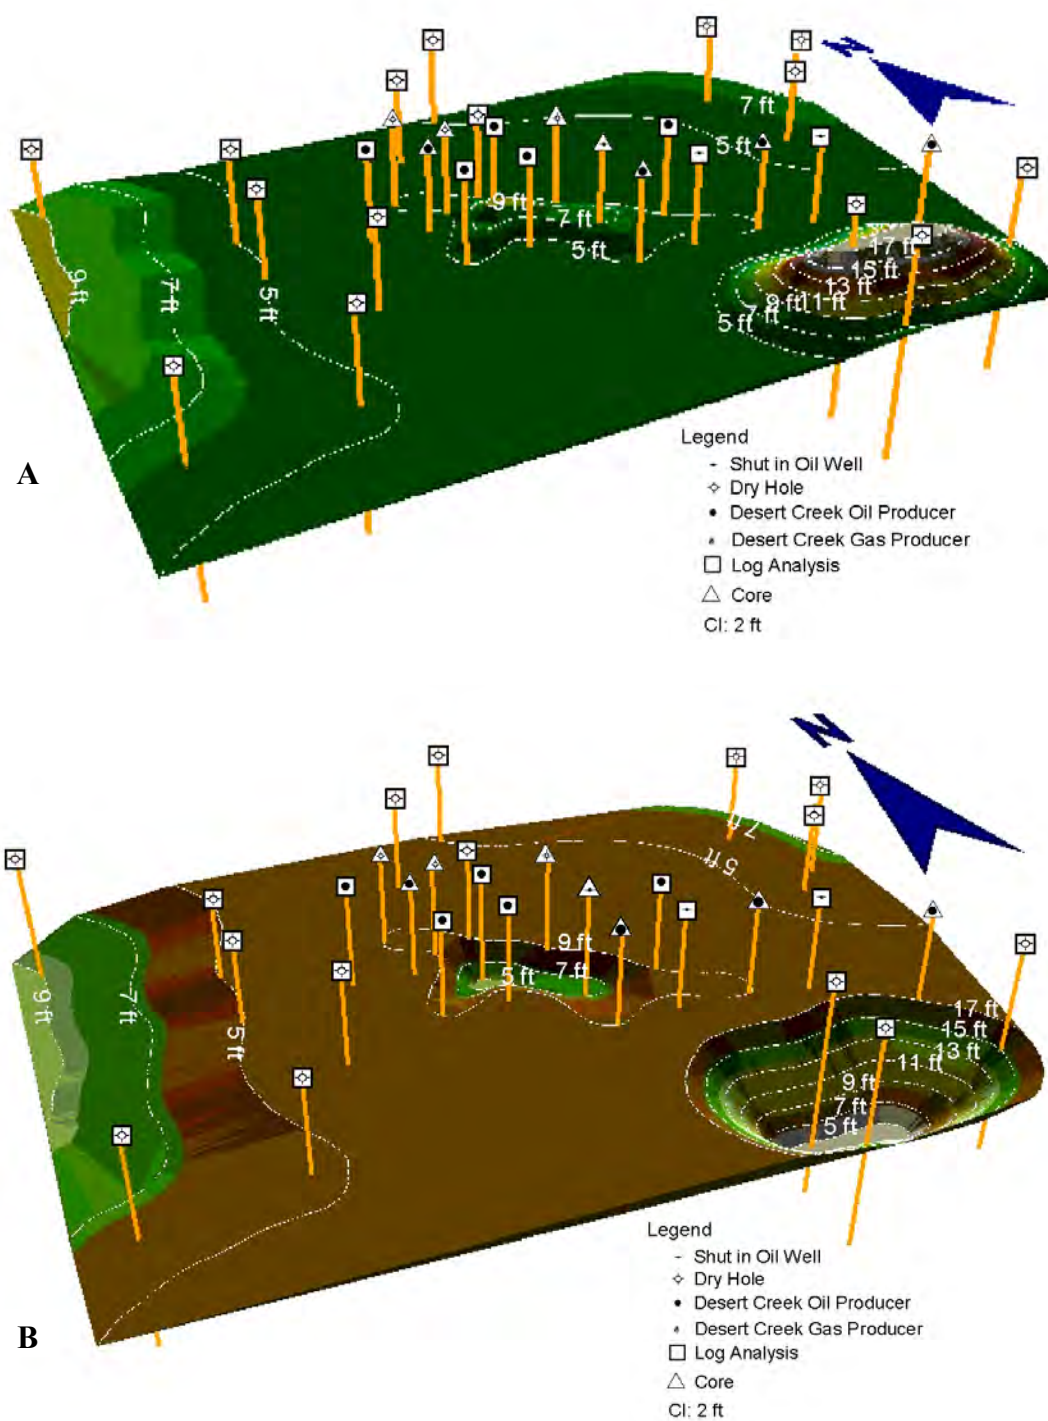 N
7 ft
5 ft
9 ft
7 ft
5 ft
9 ft
7 ft
5 ft
17 ft
15 ft
13 ft
9 ft 11 ft
7 ft
5 ft
A
Legend
Shut in Oil Well
Dry Hole
Desert Creek Oil Producer
Desert Creek Gas Producer
Log Analysis
Core
CI: 2 ft
N
7 ft
5 ft
9 ft
7 ft
5 ft
9 ft
7 ft
5 ft
17 ft
15 ft
13 ft
11 ft
9 ft
7 ft
5 ft
B
Legend
Shut in Oil Well
Dry Hole
Desert Creek Oil Producer
Desert Creek Gas Producer
Log Analysis
Core
CI: 2 ft